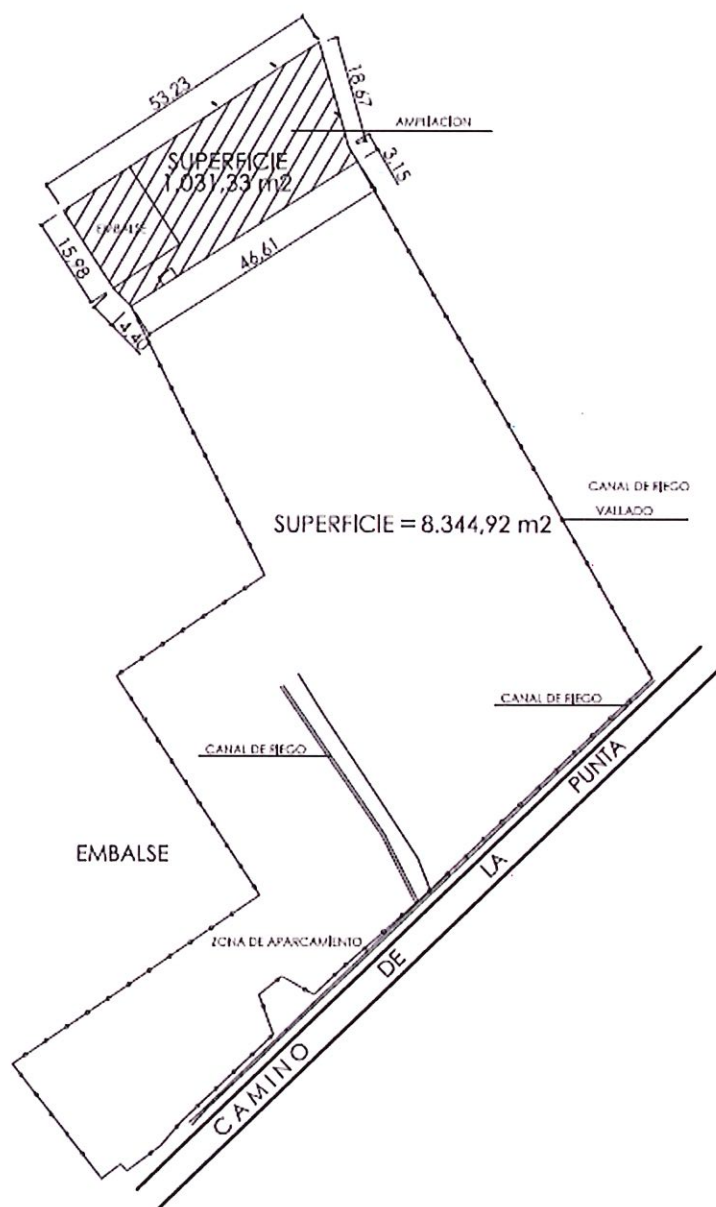 53,23
18,67
AMPLIACION
3,15
SUPERFICIE
1.031,33 m2
EMBALSE
15,98
46,61
4,40
CANAL DE RIEGO
VALLADO
SUPERFICIE = 8.344,92 m2
CANAL DE RIEGO
CANAL DE RIEGO
PUNTA
EMBALSE
LA
ZONA DE APARCAMIENTO
DE
CAMINO